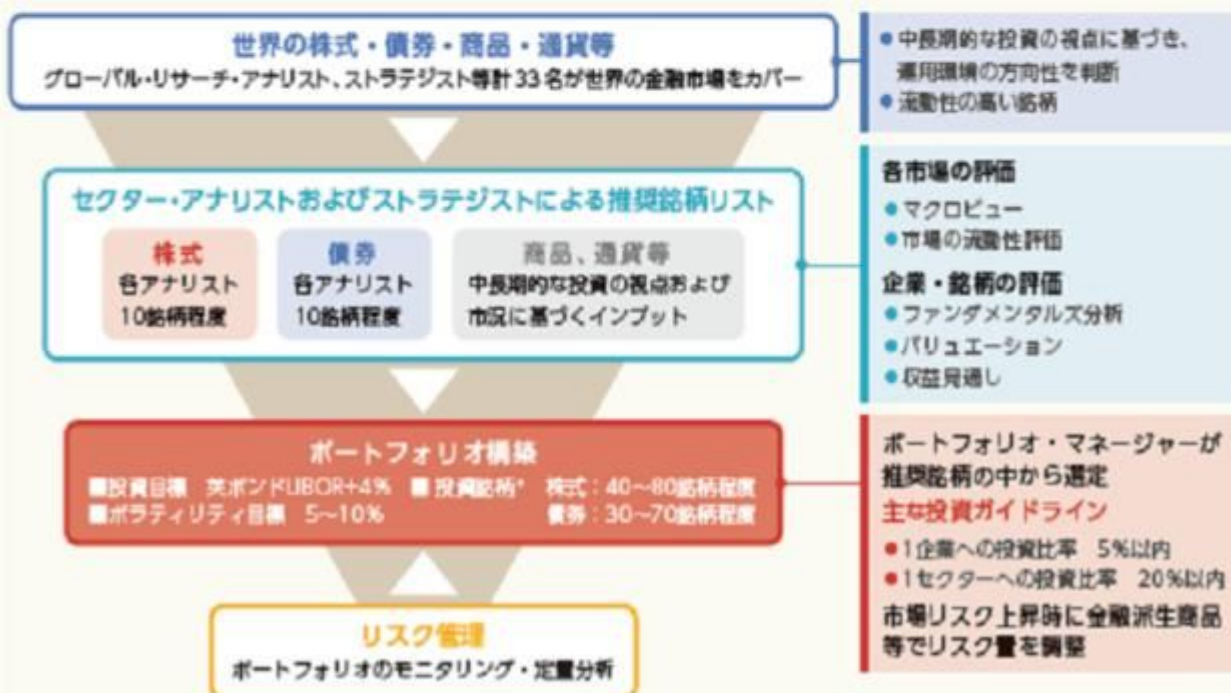 世界の株式・債券・商品・通貨等
グローバル・リサーチ・アナリスト、ストラテジスト等計33名が世界の金融市場をカバー
●中長期的な投資の視点に基づき、
運用環境の方向性を判断
●流動性の高い銘柄
セクター・アナリストおよびストラテジストによる推奨銘柄リスト
株式
各アナリスト
10銘柄程度
債券
各アナリスト
10銘柄程度
商品、通貨等
中長期的な投資の視点および
市況に基づくインプット
各市場の評価
●マクロビュー
●市場の流動性評価
企業・銘柄の評価
●ファンダメンタルズ分析
●バリュエーション
●収益見通し
ポートフォリオ構築
■投資目標 英ポンドLIBOR+4% ■投資銘柄* 株式:40~80銘柄程度
■ボラティリティ目標 5~10% 債券:30~70銘柄程度
ポートフォリオ・マネージャーが
推奨銘柄の中から選定
主な投資ガイドライン
●1企業への投資比率 5%以内
●1セクターへの投資比率 20%以内
市場リスク上昇時に金融派生商品
等でリスク量を調整
リスク管理
ポートフォリオのモニタリング・定量分析